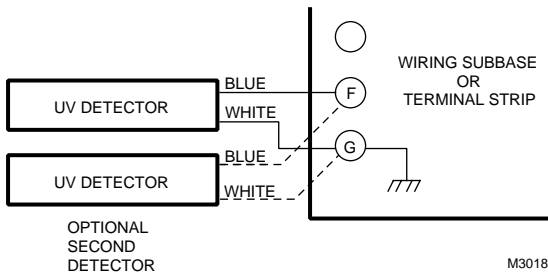 BLUE
F
UV DETECTOR
WHITE
BLUE
G
UV DETECTOR
WHITE
OPTIONAL
SECOND
DETECTOR
WIRING SUBBASE
OR
TERMINAL STRIP
M3018